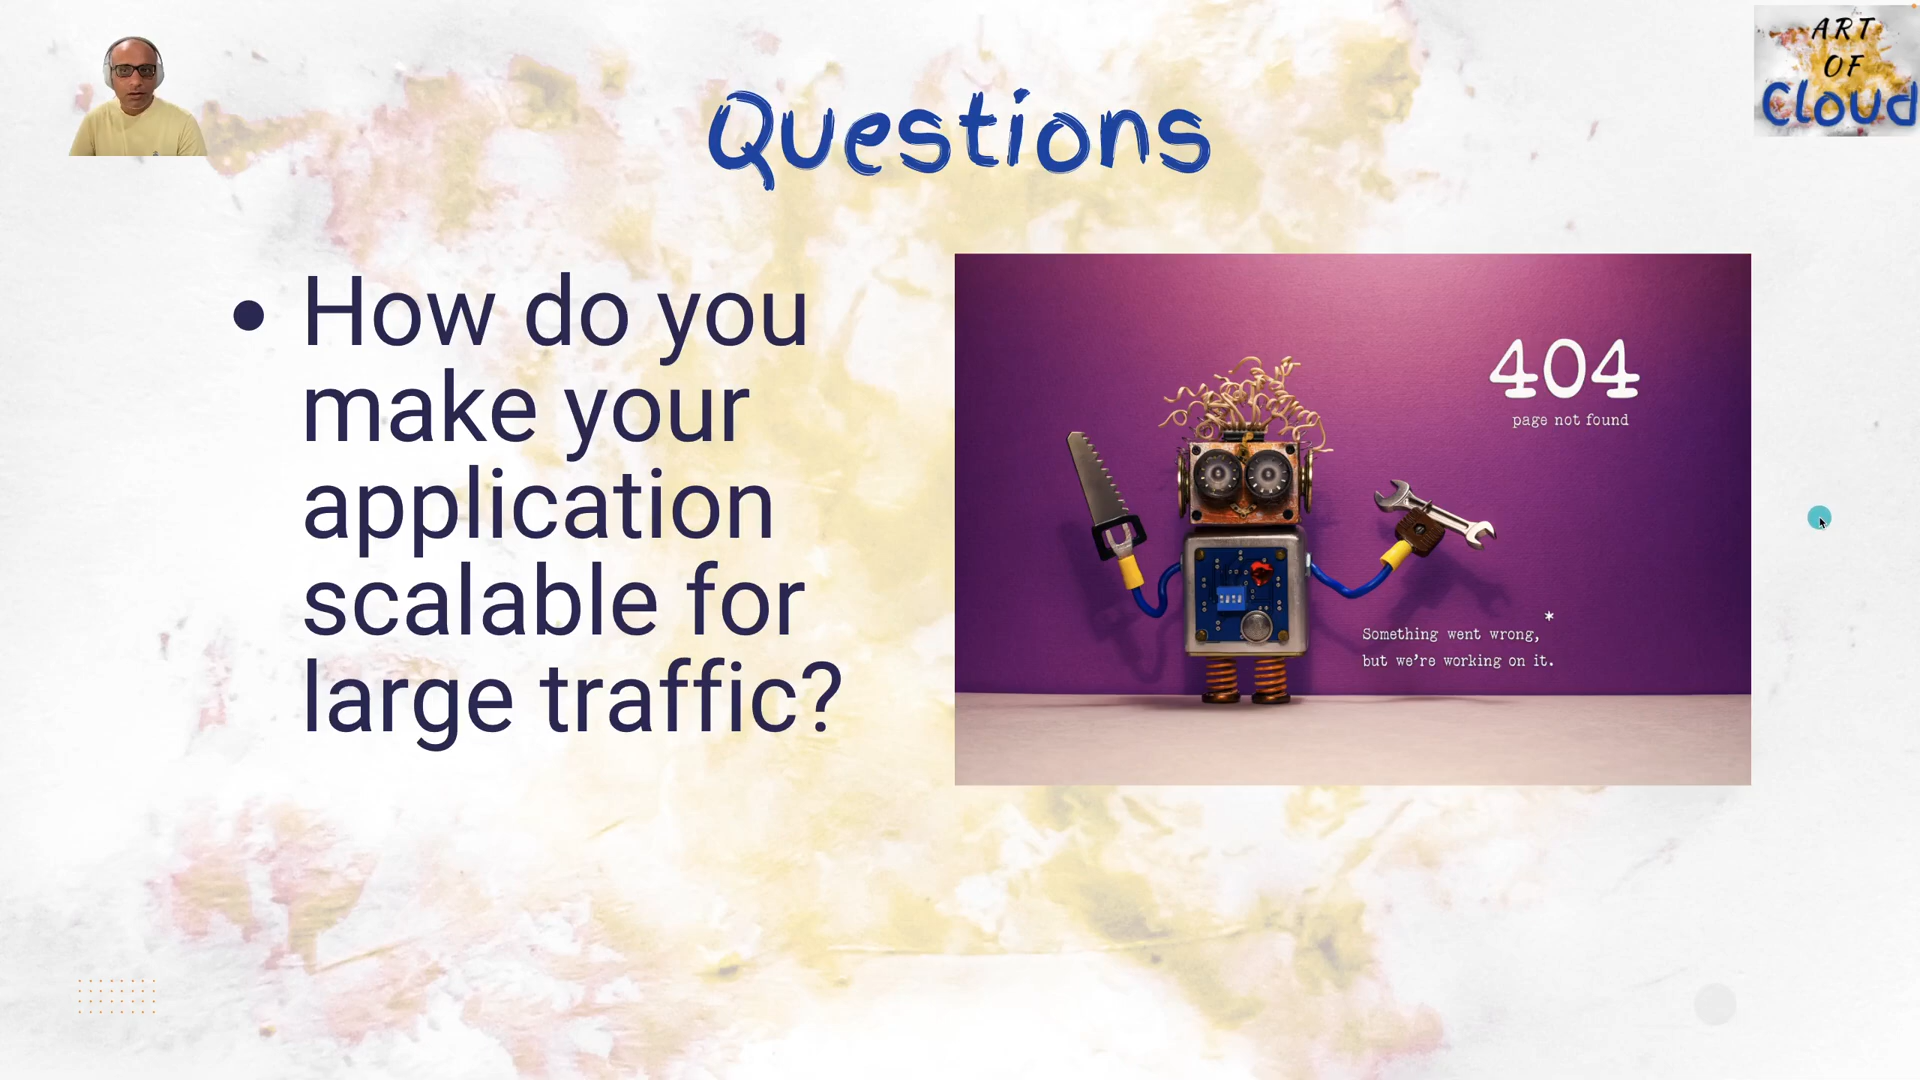 ART
OF
Cloud
Questions
• How do you
make your
application
scalable for
large traffic?
404
page not found
*
Something went wrong,
but we're working on it.